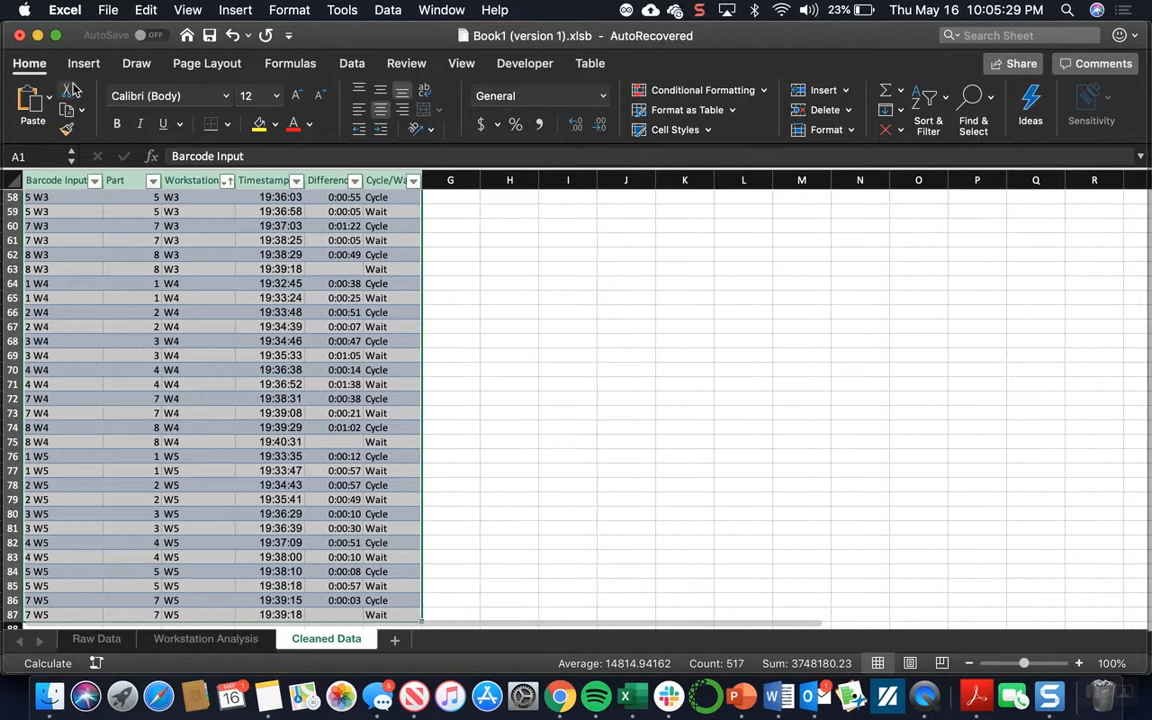 Excel File Edit View Insert Format Tools Data Window Help 23% Thu May 16 10:05:29 PM
AutoSave OFF Book1 (version 1).xlsb - AutoRecovered Search Sheet
Home Insert Draw Page Layout Formulas Data Review View Developer Table Share Comments
Paste Calibri (Body) 12 General Conditional Formatting Insert
Format as Table Delete Sort & Filter Find & Select Ideas Sensitivity
B I U A $ % Cell Styles Format
A1 fx Barcode Input
Barcode Input Part Workstation Timestamp Differenc Cycle/Wa G H I J K L M N O P Q R
58 5 W3 5 W3 19:36:03 0:00:55 Cycle
59 5 W3 5 W3 19:36:58 0:00:05 Wait
60 7 W3 7 W3 19:37:03 0:01:22 Cycle
61 7 W3 7 W3 19:38:25 0:00:05 Wait
62 8 W3 8 W3 19:38:29 0:00:49 Cycle
63 8 W3 8 W3 19:39:18 Wait
64 1 W4 1 W4 19:32:45 0:00:38 Cycle
65 1 W4 1 W4 19:33:24 0:00:25 Wait
66 2 W4 2 W4 19:33:48 0:00:51 Cycle
67 2 W4 2 W4 19:34:39 0:00:07 Wait
68 3 W4 3 W4 19:34:46 0:00:47 Cycle
69 3 W4 3 W4 19:35:33 0:01:05 Wait
70 4 W4 4 W4 19:36:38 0:00:14 Cycle
71 4 W4 4 W4 19:36:52 0:01:38 Wait
72 7 W4 7 W4 19:38:31 0:00:38 Cycle
73 7 W4 7 W4 19:39:08 0:00:21 Wait
74 8 W4 8 W4 19:39:29 0:01:02 Cycle
75 8 W4 8 W4 19:40:31 Wait
76 1 W5 1 W5 19:33:35 0:00:12 Cycle
77 1 W5 1 W5 19:33:47 0:00:57 Wait
78 2 W5 2 W5 19:34:43 0:00:57 Cycle
79 2 W5 2 W5 19:35:41 0:00:49 Wait
80 3 W5 3 W5 19:36:29 0:00:10 Cycle
81 3 W5 3 W5 19:36:39 0:00:30 Wait
82 4 W5 4 W5 19:37:09 0:00:51 Cycle
83 4 W5 4 W5 19:38:00 0:00:10 Wait
84 5 W5 5 W5 19:38:10 0:00:08 Cycle
85 5 W5 5 W5 19:38:18 0:00:57 Wait
86 7 W5 7 W5 19:39:15 0:00:03 Cycle
87 7 W5 7 W5 19:39:18 Wait
Raw Data Workstation Analysis Cleaned Data +
Calculate Average: 14814.94162 Count: 517 Sum: 3748180.23 100%